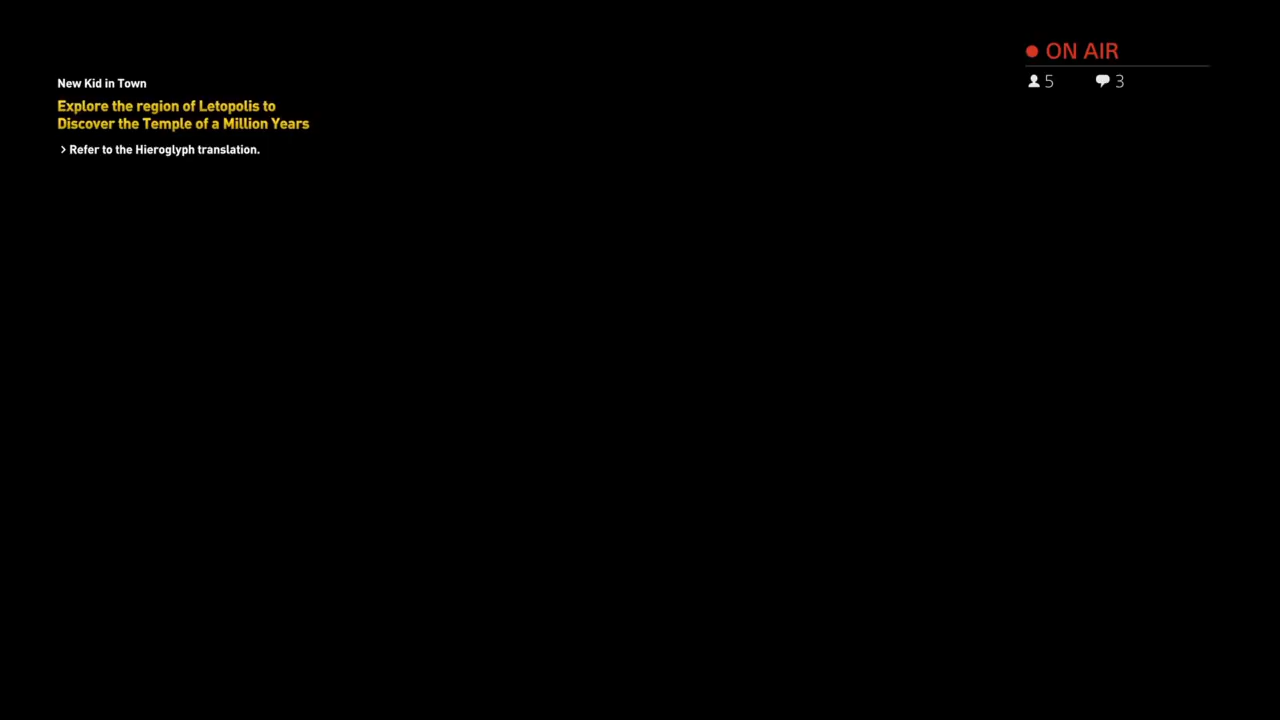 ON AIR
5 3
New Kid in Town
Explore the region of Letopolis to
Discover the Temple of a Million Years
> Refer to the Hieroglyph translation.